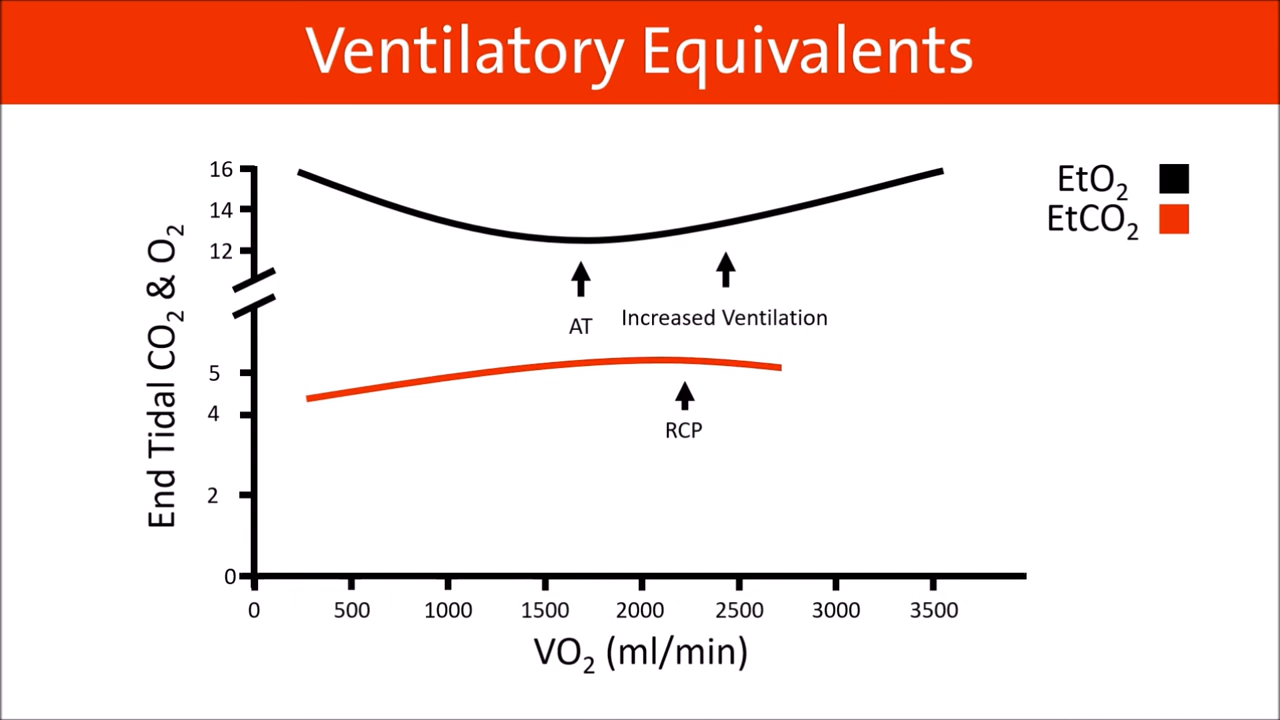 Ventilatory Equivalents
EtO₂
EtCO₂
End Tidal CO₂ & O₂
16
14
12
5
4
2
0
AT
Increased Ventilation
RCP
0 500 1000 1500 2000 2500 3000 3500
VO₂ (ml/min)